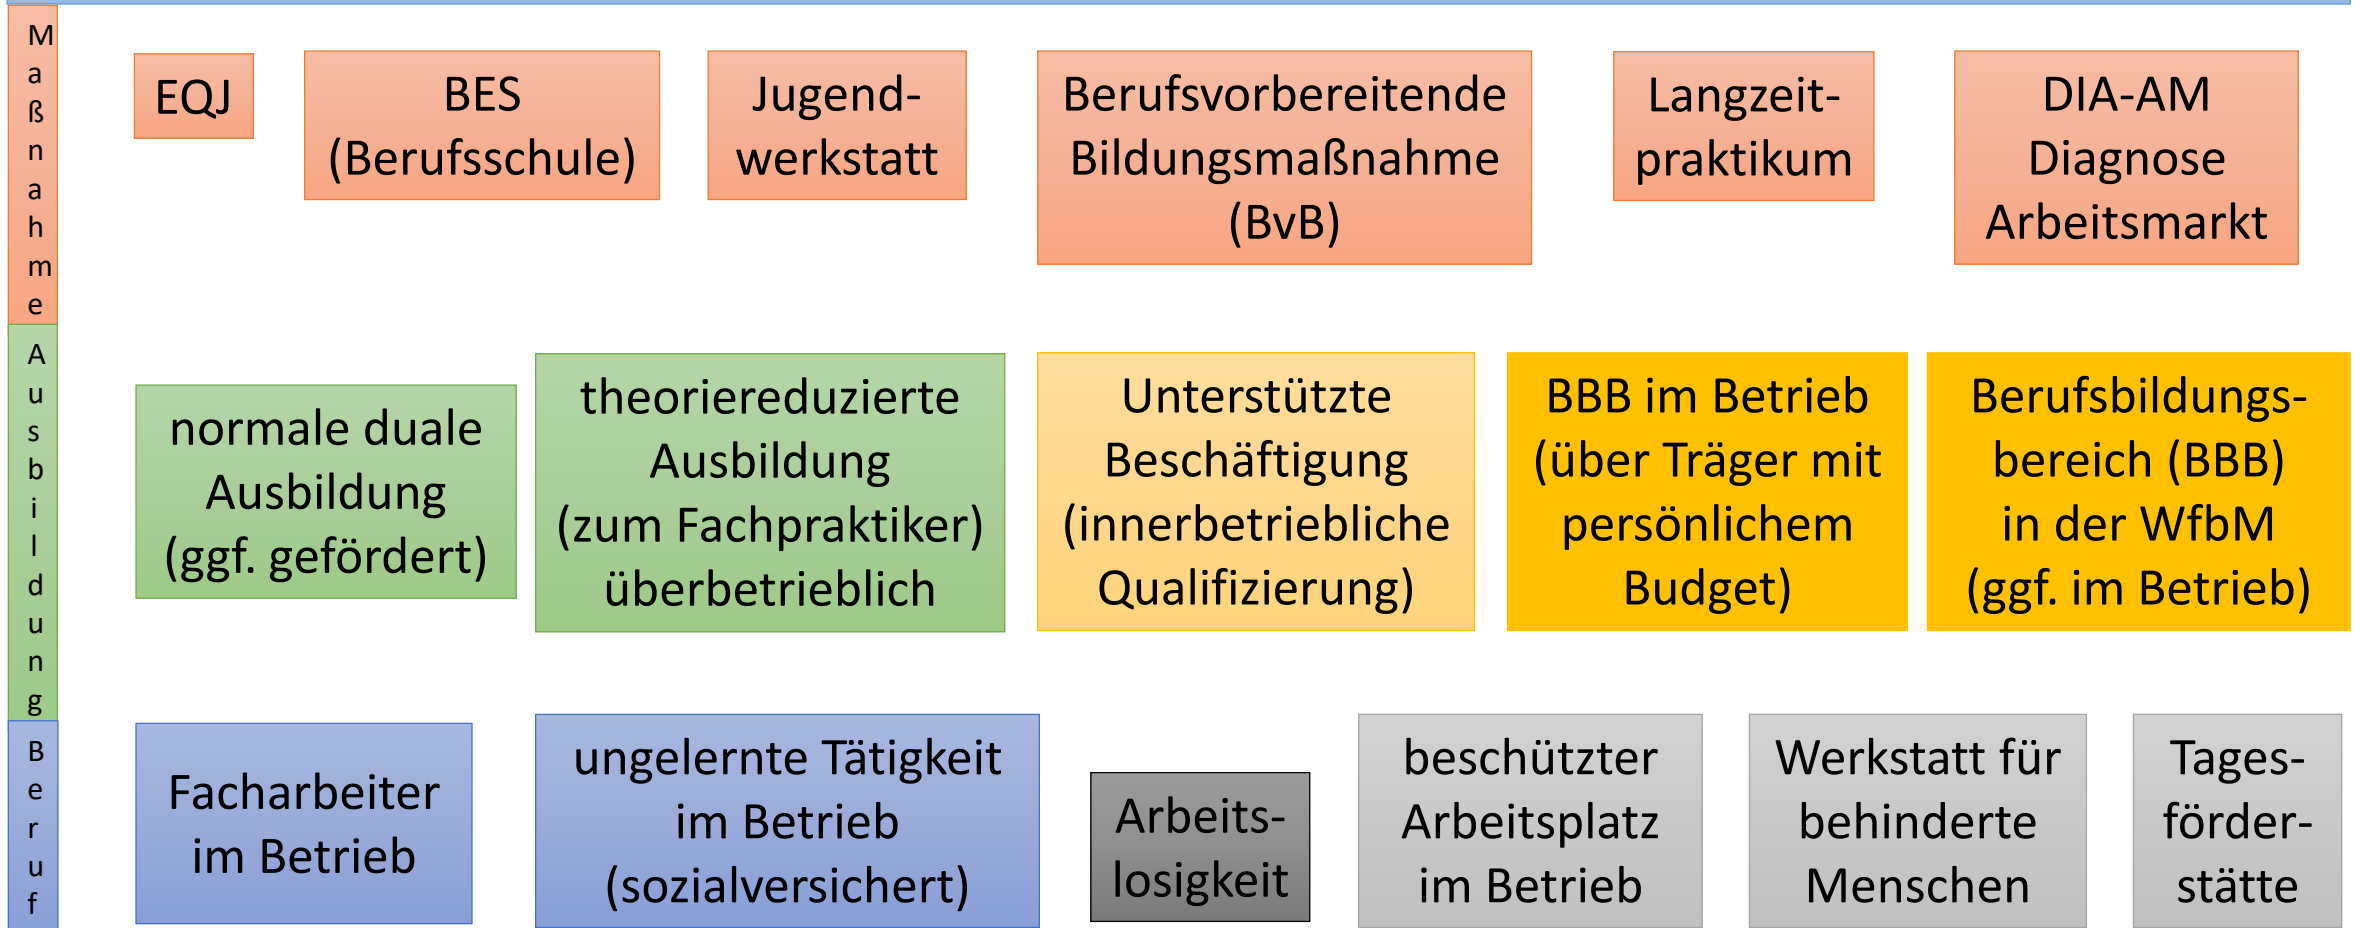 Maßnahme
EQJ
BES
(Berufsschule)
Jugend-
werkstatt
Berufsvorbereitende
Bildungsmaßnahme
(BvB)
Langzeit-
praktikum
DIA-AM
Diagnose
Arbeitsmarkt
Ausbildung
normale duale
Ausbildung
(ggf. gefördert)
theoriereduzierte
Ausbildung
(zum Fachpraktiker)
überbetrieblich
Unterstützte
Beschäftigung
(innerbetriebliche
Qualifizierung)
BBB im Betrieb
(über Träger mit
persönlichem
Budget)
Berufsbildungs-
bereich (BBB)
in der WfbM
(ggf. im Betrieb)
Beruf
Facharbeiter
im Betrieb
ungelernte Tätigkeit
im Betrieb
(sozialversichert)
Arbeits-
losigkeit
beschützter
Arbeitsplatz
im Betrieb
Werkstatt für
behinderte
Menschen
Tages-
förder-
stätte